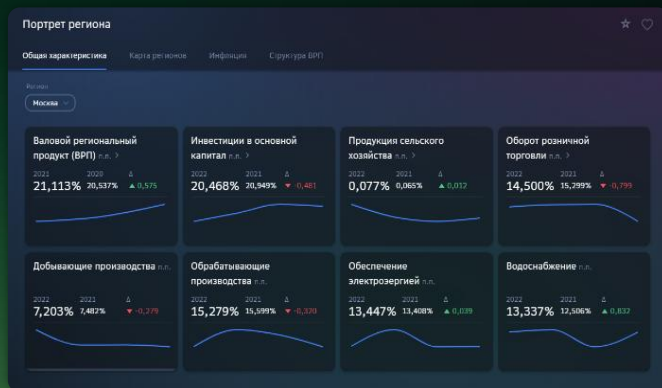 Портрет региона
Общая характеристика Карта регионов Инфляция Структура ВРП
Регион
Москва
Валовой региональный
продукт (ВРП) п.п. >
2021 2020 Δ
21,113% 20,537% ▲ 0,575
Инвестиции в основной
капитал п.п. >
2022 2021 Δ
20,468% 20,949% ▼ -0,481
Продукция сельского
хозяйства п.п. >
2022 2021 Δ
0,077% 0,065% ▲ 0,012
Оборот розничной
торговли п.п. >
2022 2021 Δ
14,500% 15,299% ▼ -0,799
Добывающие производства п.п.
2022 2021 Δ
7,203% 7,482% ▼ -0,279
Обрабатывающие
производства п.п.
2022 2021 Δ
15,279% 15,599% ▼ -0,320
Обеспечение
электроэергией п.п.
2022 2021 Δ
13,447% 13,408% ▲ 0,039
Водоснабжение п.п.
2022 2021 Δ
13,337% 12,506% ▲ 0,832